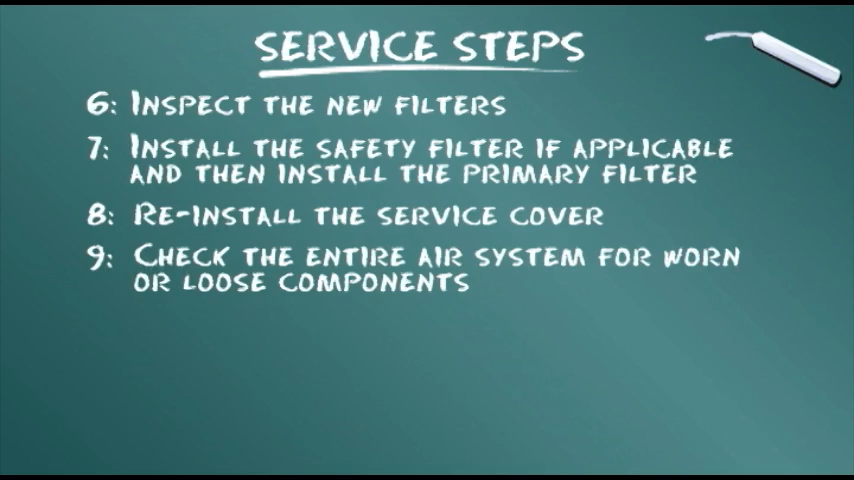 SERVICE STEPS
6: INSPECT THE NEW FILTERS
7: INSTALL THE SAFETY FILTER IF APPLICABLE
AND THEN INSTALL THE PRIMARY FILTER
8: RE-INSTALL THE SERVICE COVER
9: CHECK THE ENTIRE AIR SYSTEM FOR WORN
OR LOOSE COMPONENTS